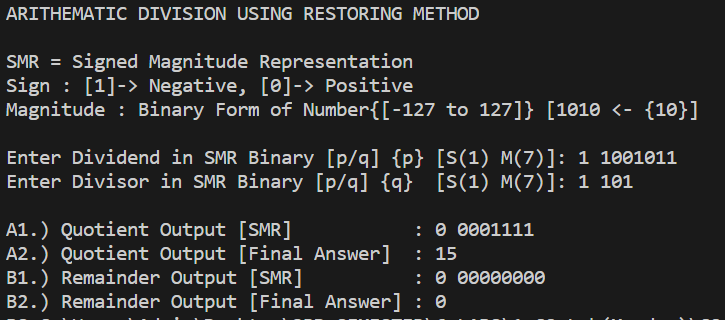 ARITHEMATIC DIVISION USING RESTORING METHOD
SMR = Signed Magnitude Representation
Sign : [1]-> Negative, [0]-> Positive
Magnitude : Binary Form of Number{[-127 to 127]} [1010 <- {10}]
Enter Dividend in SMR Binary [p/q] {p} [S(1) M(7)]: 1 1001011
Enter Divisor in SMR Binary [p/q] {q}  [S(1) M(7)]: 1 101
A1.) Quotient Output [SMR]           : 0 0001111
A2.) Quotient Output [Final Answer]  : 15
B1.) Remainder Output [SMR]          : 0 00000000
B2.) Remainder Output [Final Answer] : 0